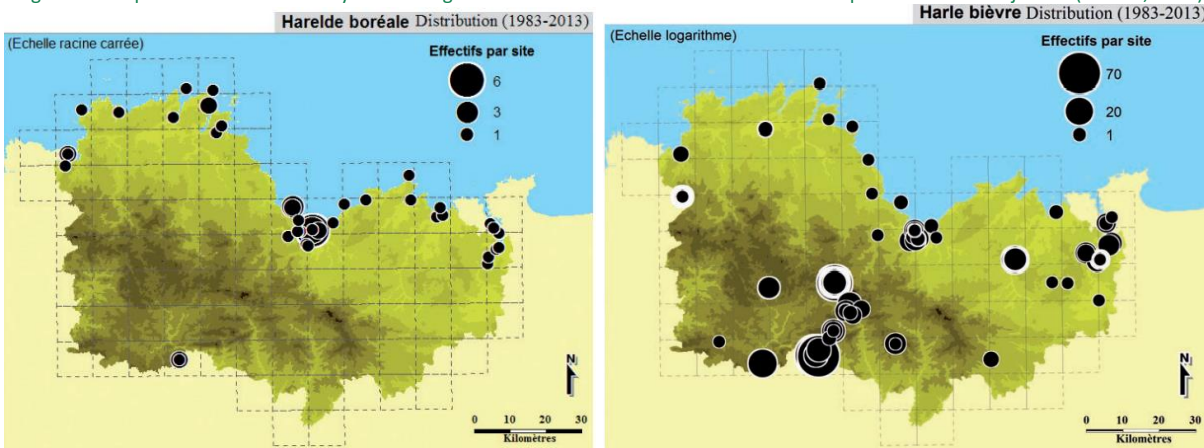 Harelde boréale Distribution (1983-2013)
(Echelle racine carrée)
Effectifs par site
6
3
1
N
0 10 20 30
Kilomètres
Harle bièvre Distribution (1983-2013)
(Echelle logarithme)
Effectifs par site
70
20
1
N
0 10 20 30
Kilomètres